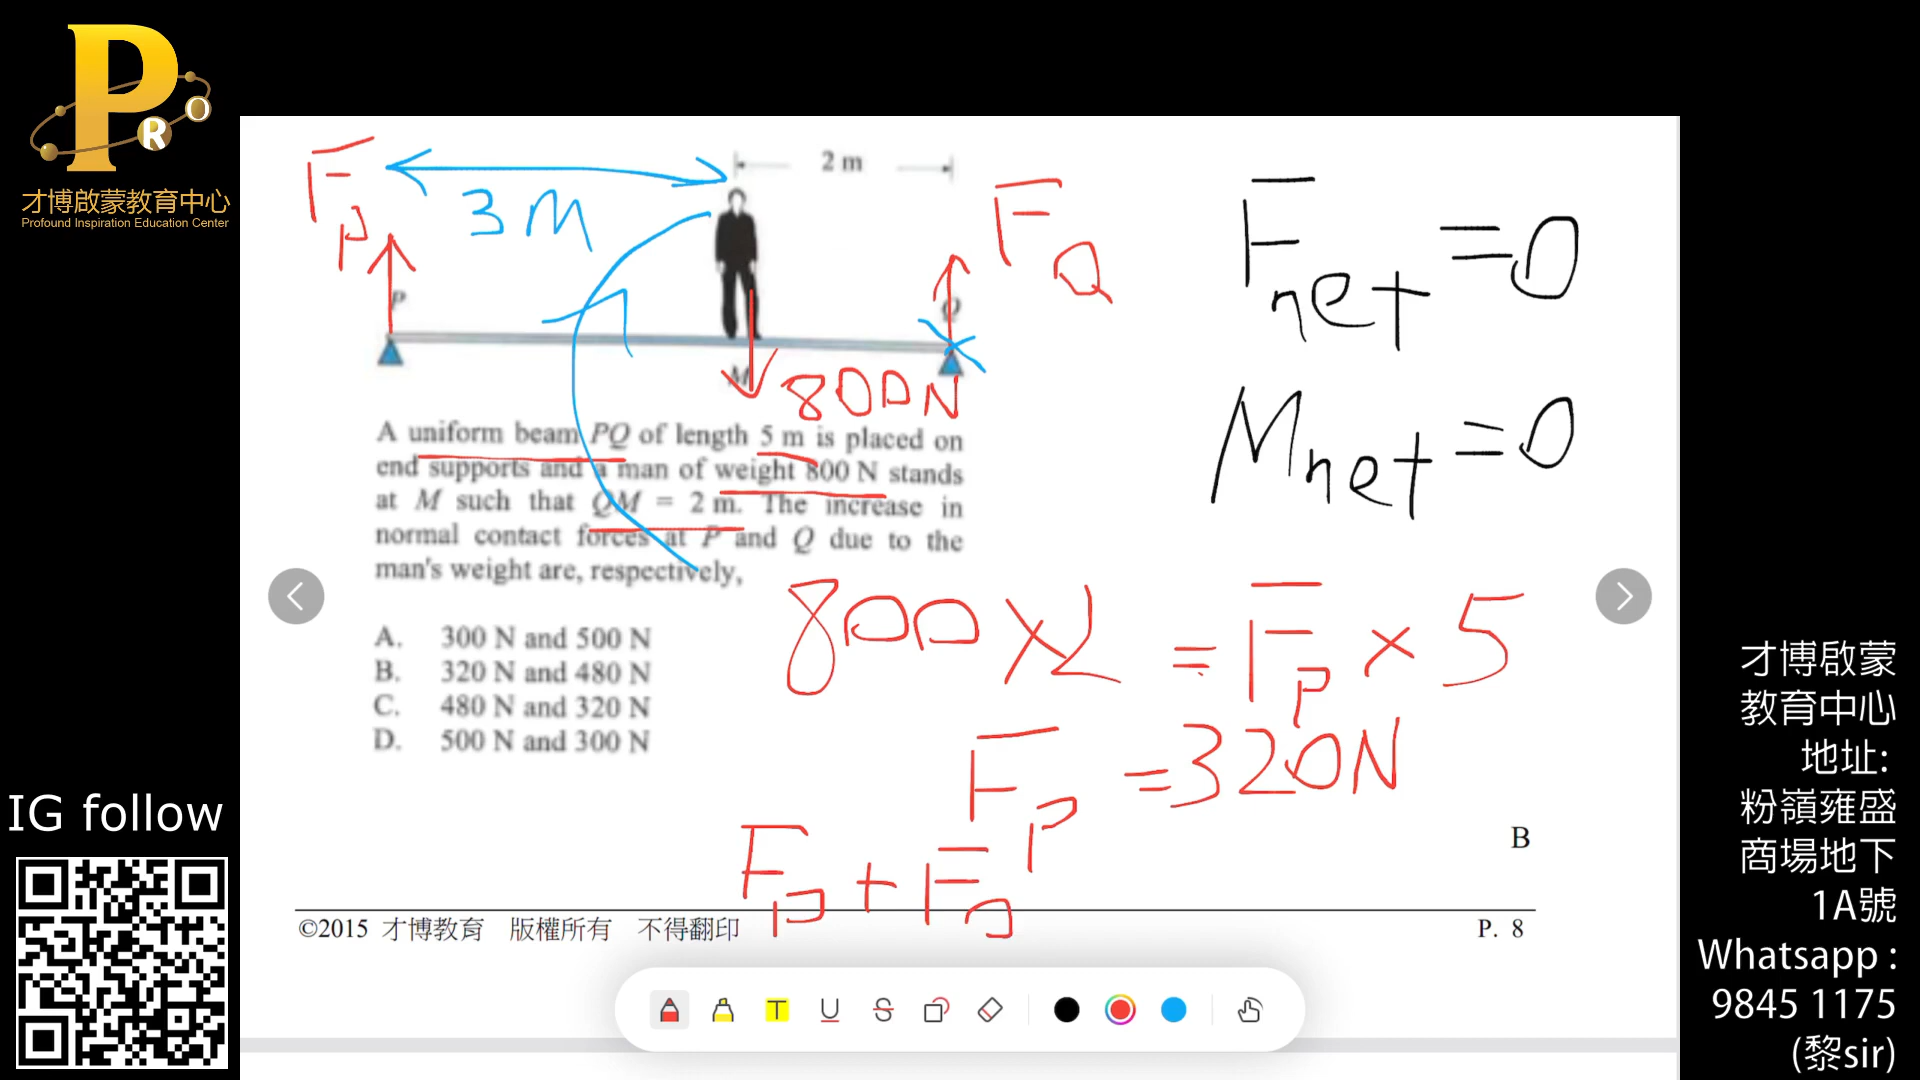 P
R
O
才博啟蒙教育中心
Profound Inspiration Education Center
F_P
3M
2 m
F_Q
F_net = 0
P
Q
M
800N
M_net = 0
A uniform beam PQ of length 5 m is placed on
end supports and a man of weight 800 N stands
at M such that QM = 2 m. The increase in
normal contact forces at P and Q due to the
man's weight are, respectively,
800 × 2 = F_P × 5
A. 300 N and 500 N
B. 320 N and 480 N
C. 480 N and 320 N
D. 500 N and 300 N
F_P = 320N
B
F_P + F
©2015 才博教育 版權所有 不得翻印
P. 8
T
U
S
IG follow
才博啟蒙
教育中心
地址:
粉嶺雍盛
商場地下
1A號
Whatsapp :
9845 1175
(黎sir)